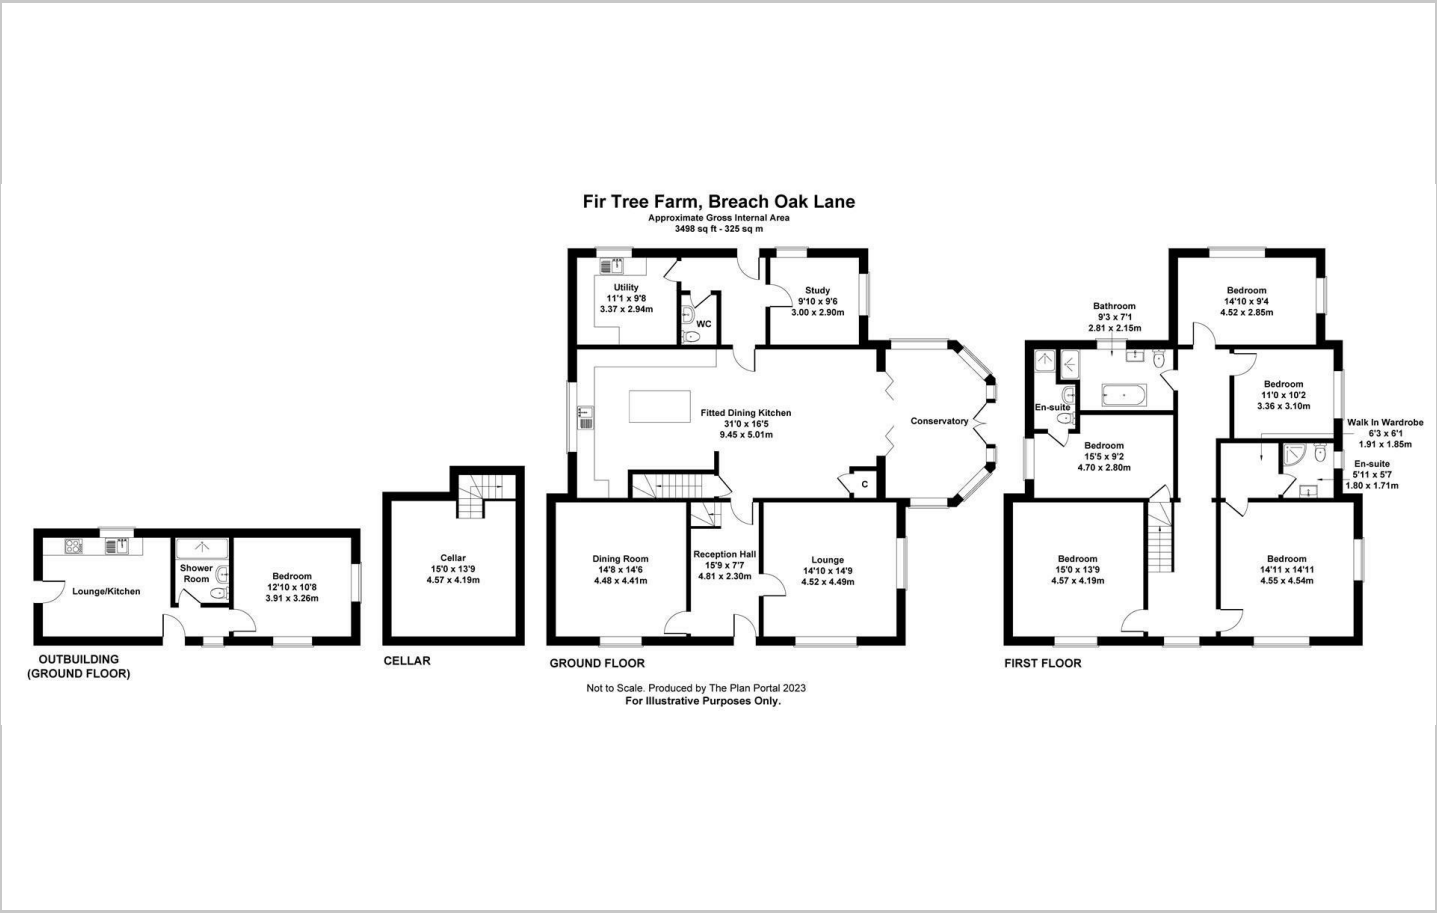 Fir Tree Farm, Breach Oak Lane
Approximate Gross Internal Area
3498 sq ft - 325 sq m
Utility
11'1 x 9'8
3.37 x 2.94m
WC
Study
9'10 x 9'6
3.00 x 2.90m
Fitted Dining Kitchen
31'0 x 16'5
9.45 x 5.01m
Conservatory
C
Dining Room
14'8 x 14'6
4.48 x 4.41m
Reception Hall
15'9 x 7'7
4.81 x 2.30m
Lounge
14'10 x 14'9
4.52 x 4.49m
GROUND FLOOR
Bedroom
14'10 x 9'4
4.52 x 2.85m
Bathroom
9'3 x 7'1
2.81 x 2.15m
Bedroom
11'0 x 10'2
3.36 x 3.10m
En-suite
Walk In Wardrobe
6'3 x 6'1
1.91 x 1.85m
Bedroom
15'5 x 9'2
4.70 x 2.80m
En-suite
5'11 x 5'7
1.80 x 1.71m
Bedroom
15'0 x 13'9
4.57 x 4.19m
Bedroom
14'11 x 14'11
4.55 x 4.54m
FIRST FLOOR
Cellar
15'0 x 13'9
4.57 x 4.19m
CELLAR
Lounge/Kitchen
Shower
Room
Bedroom
12'10 x 10'8
3.91 x 3.26m
OUTBUILDING
(GROUND FLOOR)
Not to Scale. Produced by The Plan Portal 2023
For Illustrative Purposes Only.